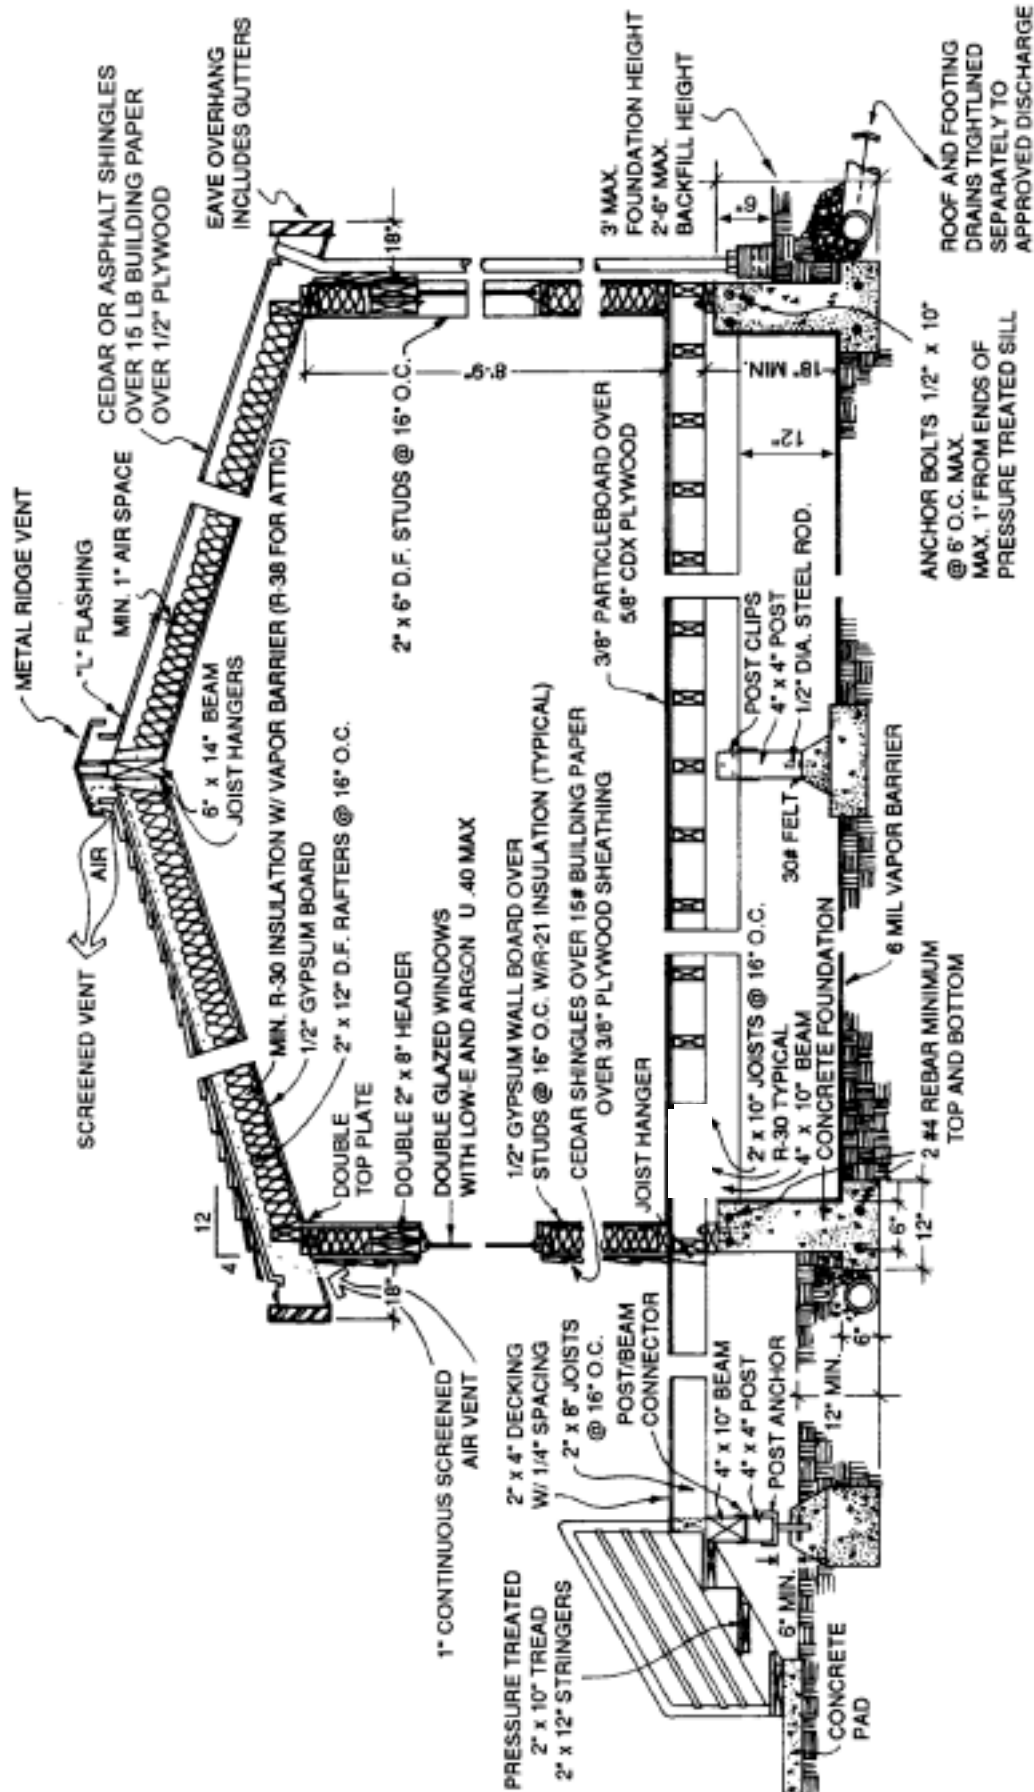 METAL RIDGE VENT
"L" FLASHING
MIN. 1" AIR SPACE
CEDAR OR ASPHALT SHINGLES
OVER 15 LB BUILDING PAPER
OVER 1/2" PLYWOOD
EAVE OVERHANG
INCLUDES GUTTERS
SCREENED VENT
AIR
6" x 14" BEAM
JOIST HANGERS
MIN. R-30 INSULATION W/ VAPOR BARRIER (R-38 FOR ATTIC)
1/2" GYPSUM BOARD
2" x 12" D.F. RAFTERS @ 16" O.C.
12
4
DOUBLE
TOP PLATE
DOUBLE 2" x 8" HEADER
DOUBLE GLAZED WINDOWS
WITH LOW-E AND ARGON U .40 MAX
18"
18"
8'-9"
2" x 6" D.F. STUDS @ 16" O.C.
1" CONTINUOUS SCREENED
AIR VENT
1/2" GYPSUM WALL BOARD OVER
STUDS @ 16" O.C. W/R-21 INSULATION (TYPICAL)
CEDAR SHINGLES OVER 15# BUILDING PAPER
OVER 3/8" PLYWOOD SHEATHING
JOIST HANGER
3/8" PARTICLEBOARD OVER
5/8" CDX PLYWOOD
3' MAX.
FOUNDATION HEIGHT
2'-6" MAX.
BACKFILL HEIGHT
6"
18" MIN.
12"
2" x 4" DECKING
W/ 1/4" SPACING
2" x 8" JOISTS
@ 16" O.C.
POST/BEAM
CONNECTOR
4" x 10" BEAM
4" x 4" POST
POST ANCHOR
PRESSURE TREATED
2" x 10" TREAD
2" x 12" STRINGERS
6" MIN.
CONCRETE
PAD
12" MIN.
6"
6"
12"
2" x 10" JOISTS @ 16" O.C.
R-30 TYPICAL
4" x 10" BEAM
CONCRETE FOUNDATION
2 #4 REBAR MINIMUM
TOP AND BOTTOM
6 MIL VAPOR BARRIER
30# FELT
POST CLIPS
4" x 4" POST
1/2" DIA. STEEL ROD.
ANCHOR BOLTS 1/2" x 10"
@ 6' O.C. MAX.
MAX. 1' FROM ENDS OF
PRESSURE TREATED SILL
ROOF AND FOOTING
DRAINS TIGHTLINED
SEPARATELY TO
APPROVED DISCHARGE